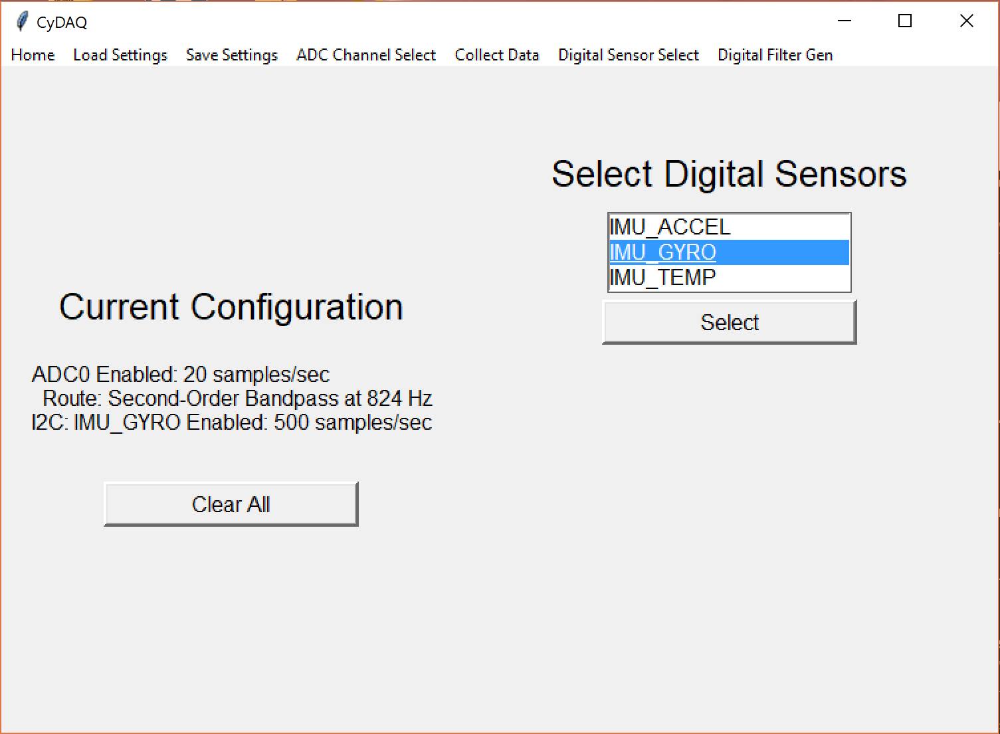 CyDAQ
Home Load Settings Save Settings ADC Channel Select Collect Data Digital Sensor Select Digital Filter Gen
Select Digital Sensors
IMU_ACCEL
IMU_GYRO
IMU_TEMP
Select
Current Configuration
ADC0 Enabled: 20 samples/sec
Route: Second-Order Bandpass at 824 Hz
I2C: IMU_GYRO Enabled: 500 samples/sec
Clear All